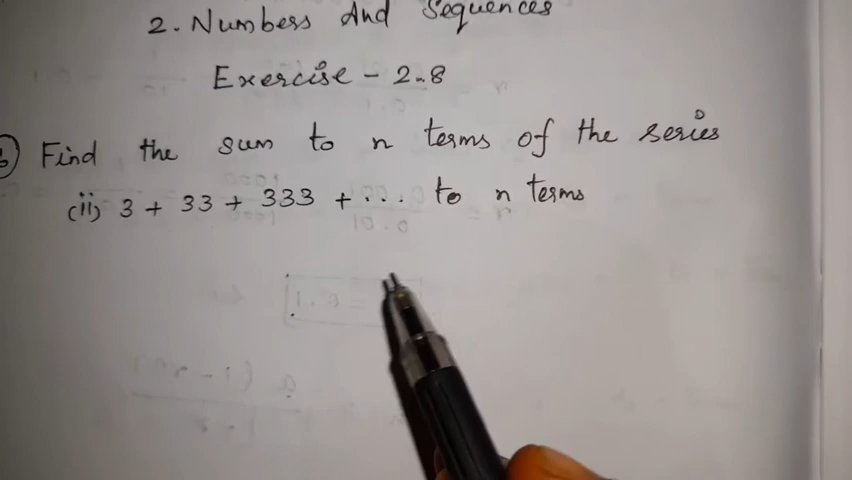 2. Numbers And Sequences
Exercise - 2.8
Find the sum to n terms of the series
(ii) 3 + 33 + 333 + ... to n terms